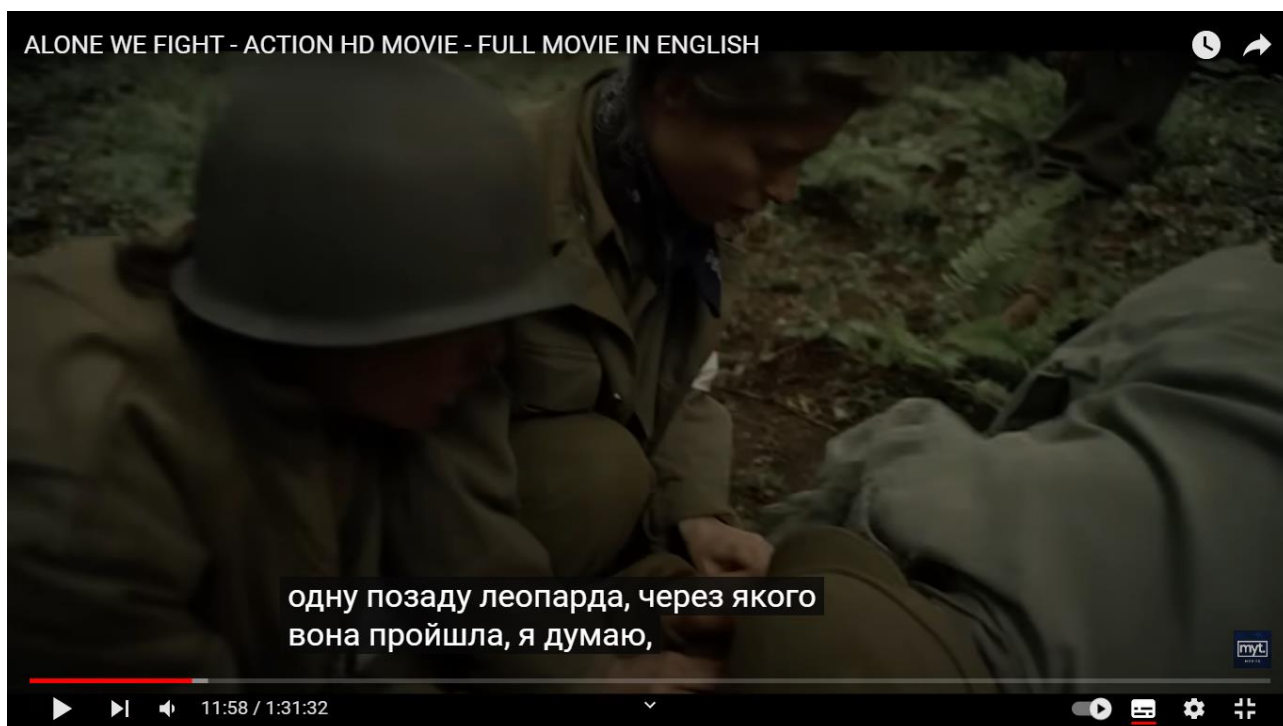 ALONE WE FIGHT - ACTION HD MOVIE - FULL MOVIE IN ENGLISH
одну позаду леопарда, через якого
вона пройшла, я думаю,
myt.
11:58 / 1:31:32